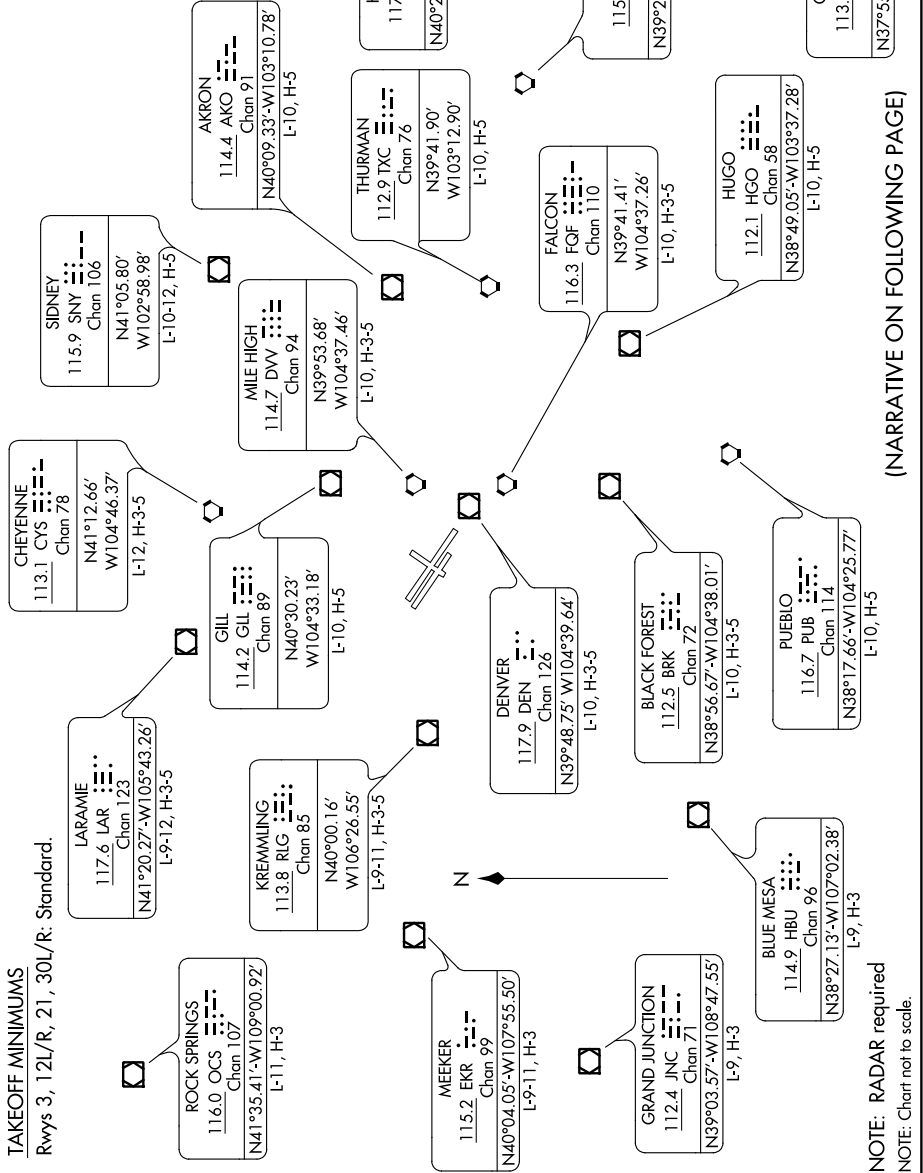 TAKEOFF MINIMUMS
Rwys 3, 12L/R, 21, 30L/R: Standard.
ROCK SPRINGS
116.0 OCS
Chan 107
N41°35.41’-W109°00.92’
L-11, H-3
LARAMIE
117.6 LAR
Chan 123
N41°20.27’-W105°43.26’
L-9-12, H-3-5
CHEYENNE
113.1 CYS
Chan 78
N41°12.66’
W104°46.37’
L-12, H-3-5
SIDNEY
115.9 SNY
Chan 106
N41°05.80’
W102°58.98’
L-10-12, H-5
GILL
114.2 GLL
Chan 89
N40°30.23’
W104°33.18’
L-10, H-5
AKRON
114.4 AKO
Chan 91
N40°09.33’-W103°10.78’
L-10, H-5
KREMMLING
113.8 RLG
Chan 85
N40°00.16’
W106°26.55’
L-9-11, H-3-5
MILE HIGH
114.7 DVV
Chan 94
N39°53.68’
W104°37.46’
L-10, H-3-5
THURMAN
112.9 TXC
Chan 76
N39°41.90’
W103°12.90’
L-10, H-5
117
N40°2
MEEKER
115.2 EKR
Chan 99
N40°04.05’-W107°55.50’
L-9-11, H-3
N
DENVER
117.9 DEN
Chan 126
N39°48.75’ W104°39.64’
L-10, H-3-5
FALCON
116.3 FQF
Chan 110
N39°41.41’
W104°37.26’
L-10, H-3-5
115
N39°2
GRAND JUNCTION
112.4 JNC
Chan 71
N39°03.57’-W108°47.55’
L-9, H-3
BLACK FOREST
112.5 BRK
Chan 72
N38°56.67’-W104°38.01’
L-10, H-3-5
HUGO
112.1 HGO
Chan 58
N38°49.05’-W103°37.28’
L-10, H-5
BLUE MESA
114.9 HBU
Chan 96
N38°27.13’-W107°02.38’
L-9, H-3
PUEBLO
116.7 PUB
Chan 114
N38°17.66’-W104°25.77’
L-10, H-5
113.
N37°5
NOTE: RADAR required
NOTE: Chart not to scale.
(NARRATIVE ON FOLLOWING PAGE)